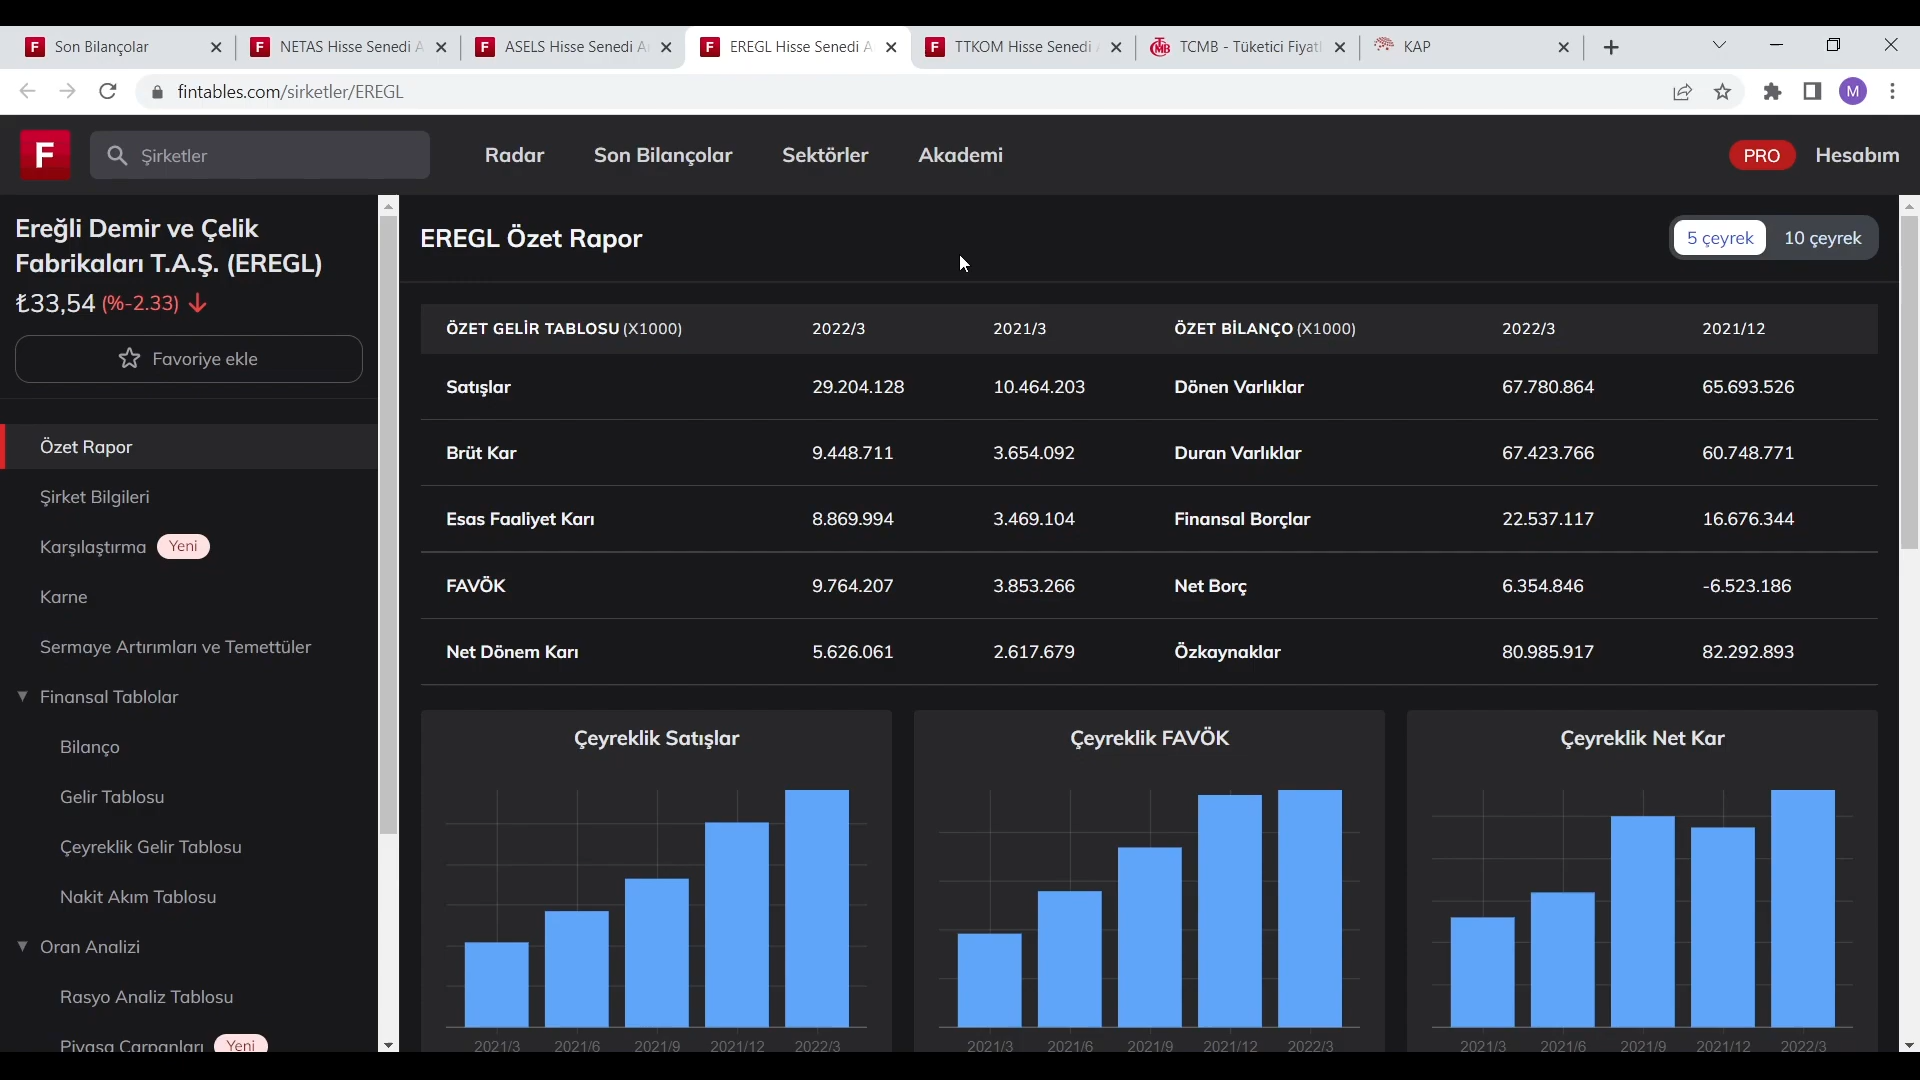 Son Bilançolar
NETAS Hisse Senedi A
ASELS Hisse Senedi A
EREGL Hisse Senedi A
TTKOM Hisse Senedi A
TCMB - Tüketici Fiyatl
KAP
fintables.com/sirketler/EREGL
M
F
Şirketler
Radar
Son Bilançolar
Sektörler
Akademi
PRO
Hesabım
Ereğli Demir ve Çelik
Fabrikaları T.A.Ş. (EREGL)
₺33,54 (%-2.33)
Favoriye ekle
Özet Rapor
Şirket Bilgileri
Karşılaştırma Yeni
Karne
Sermaye Artırımları ve Temettüler
Finansal Tablolar
Bilanço
Gelir Tablosu
Çeyreklik Gelir Tablosu
Nakit Akım Tablosu
Oran Analizi
Rasyo Analiz Tablosu
Piyasa Çarpanları Yeni
EREGL Özet Rapor
5 çeyrek 10 çeyrek
ÖZET GELİR TABLOSU (X1000) 2022/3 2021/3 ÖZET BİLANÇO (X1000) 2022/3 2021/12
Satışlar 29.204.128 10.464.203 Dönen Varlıklar 67.780.864 65.693.526
Brüt Kar 9.448.711 3.654.092 Duran Varlıklar 67.423.766 60.748.771
Esas Faaliyet Karı 8.869.994 3.469.104 Finansal Borçlar 22.537.117 16.676.344
FAVÖK 9.764.207 3.853.266 Net Borç 6.354.846 -6.523.186
Net Dönem Karı 5.626.061 2.617.679 Özkaynaklar 80.985.917 82.292.893
Çeyreklik Satışlar
2021/3 2021/6 2021/9 2021/12 2022/3
Çeyreklik FAVÖK
2021/3 2021/6 2021/9 2021/12 2022/3
Çeyreklik Net Kar
2021/3 2021/6 2021/9 2021/12 2022/3